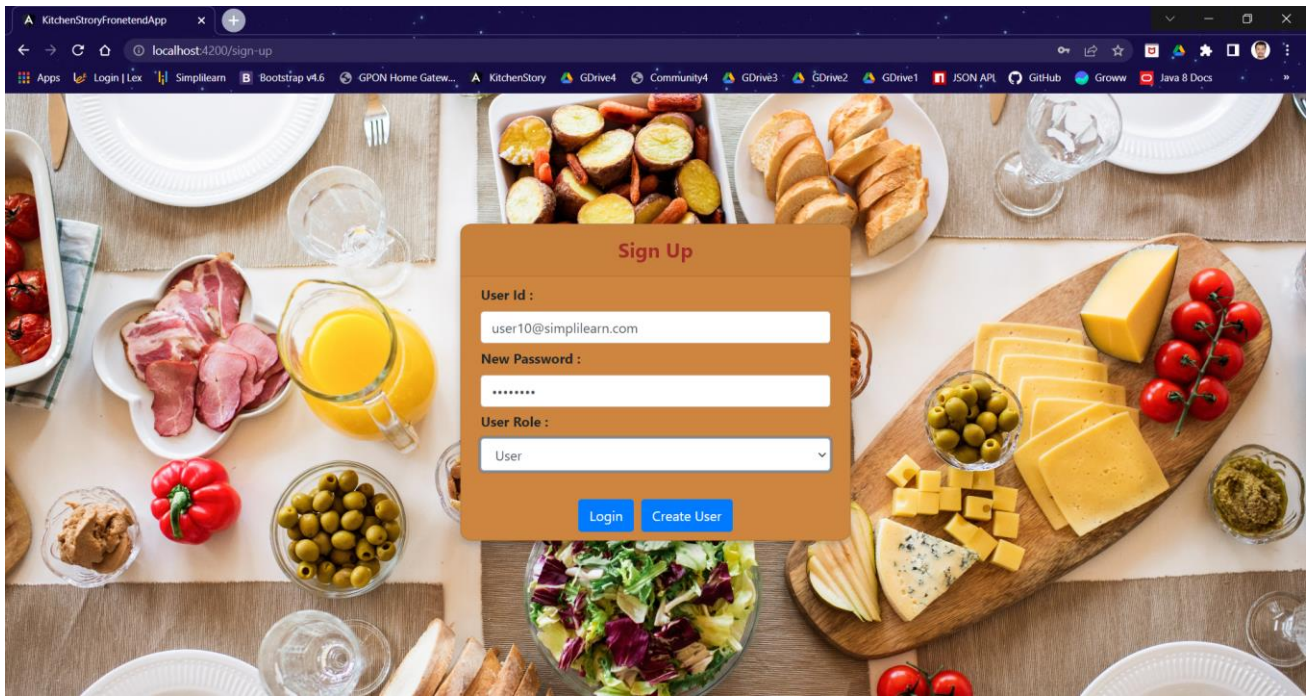 KitchenStroryFronetendApp
localhost:4200/sign-up
Apps Login | Lex Simplilearn B Bootstrap v4.6 GPON Home Gatew... KitchenStory GDrive4 Community4 GDrive3 GDrive2 GDrive1 JSON API, GitHub Groww Java 8 Docs »
Sign Up
User Id :
user10@simplilearn.com
New Password :
••••••••
User Role :
User
Login Create User